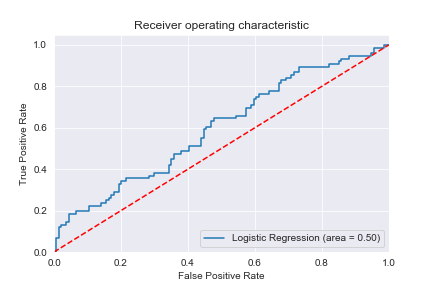 Receiver operating characteristic
1.0
0.8
0.6
0.4
0.2
0.0
True Positive Rate
Logistic Regression (area = 0.50)
0.0 0.2 0.4 0.6 0.8 1.0
False Positive Rate